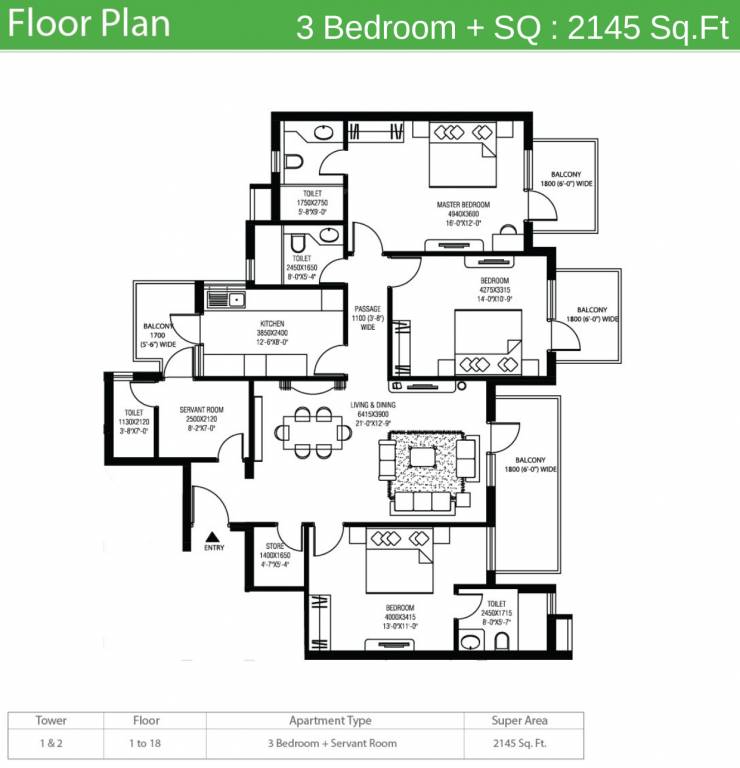 Floor Plan
3 Bedroom + SQ : 2145 Sq.Ft
TOILET
1750X2750
5'-8"X9'-0"
MASTER BEDROOM
4940X3600
16'-0"X12'-0"
BALCONY
1800 (6'-0") WIDE
TOILET
2450X1650
8'-0"X5'-4"
BEDROOM
4275X3315
14'-0"X10'-9"
BALCONY
1800 (6'-0") WIDE
BALCONY
1700
(5'-6") WIDE
KITCHEN
3850X2400
12'-6"X8'-0"
PASSAGE
1100 (3'-8")
WIDE
TOILET
1130X2120
3'-8"X7'-0"
SERVANT ROOM
2500X2120
8'-2"X7'-0"
LIVING & DINING
6415X3900
21'-0"X12'-9"
BALCONY
1800 (6'-0") WIDE
ENTRY
STORE
1400X1650
4'-7"X5'-4"
BEDROOM
4000X3415
13'-0"X11'-0"
TOILET
2450X1715
8'-0"X5'-7"
Tower Floor Apartment Type Super Area
1 & 2 1 to 18 3 Bedroom + Servant Room 2145 Sq. Ft.